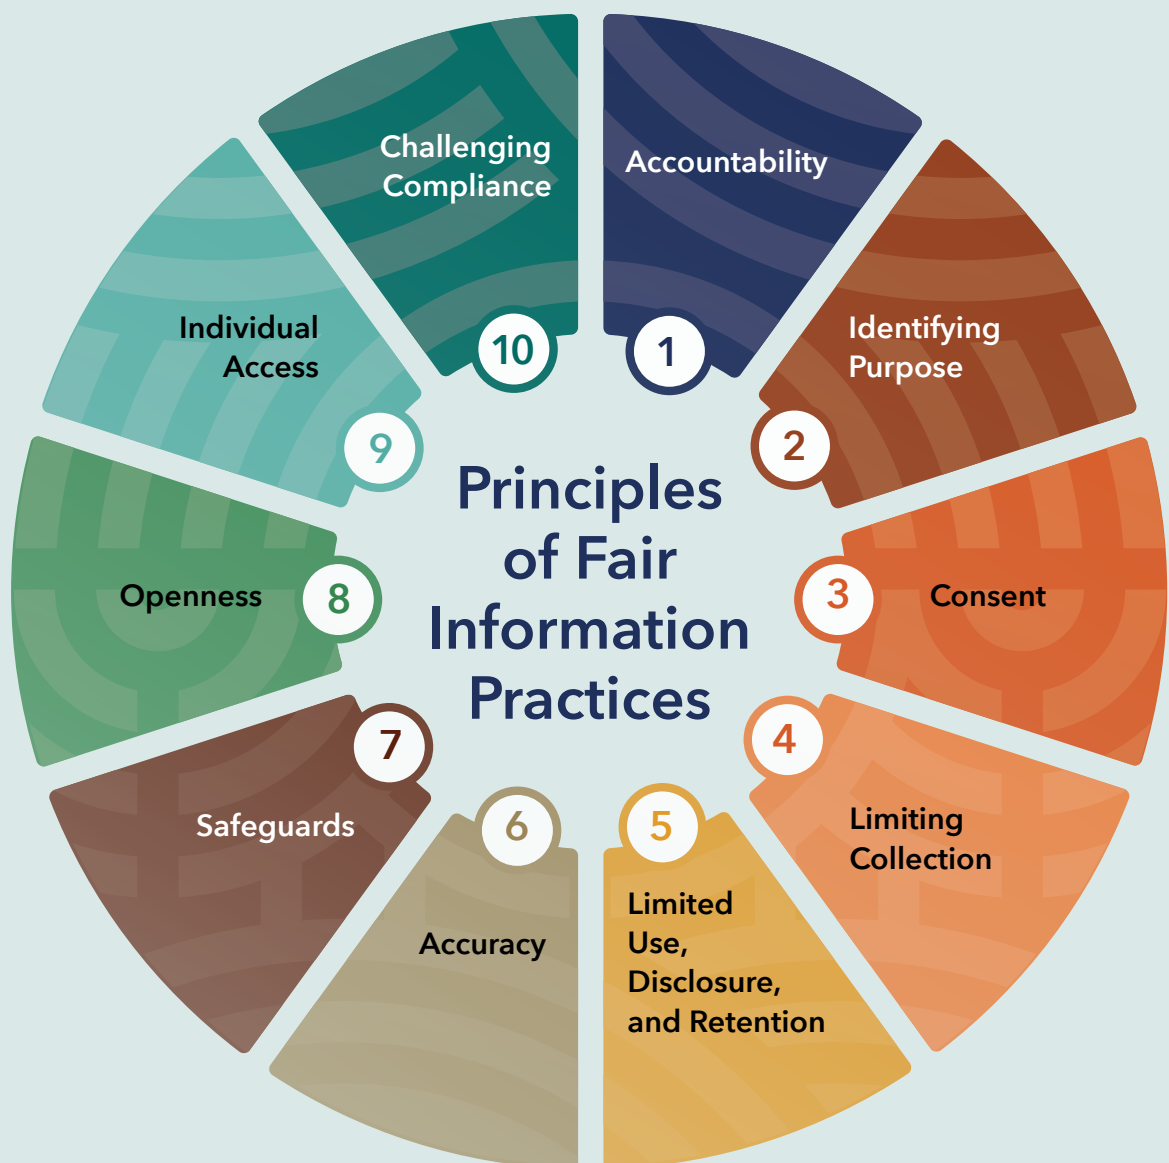 Principles
of Fair
Information
Practices
1
Accountability
2
Identifying
Purpose
3
Consent
4
Limiting
Collection
5
Limited
Use,
Disclosure,
and Retention
6
Accuracy
7
Safeguards
8
Openness
9
Individual
Access
10
Challenging
Compliance